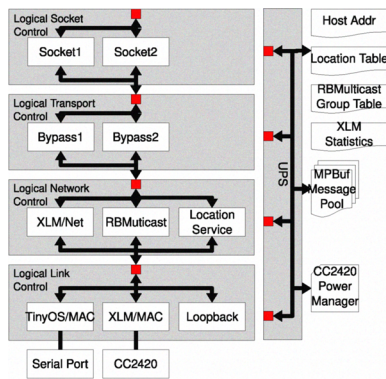 Logical Socket
Control
Socket1
Socket2
Logical Transport
Control
Bypass1
Bypass2
Logical Network
Control
XLM/Net
RBMuticast
Location
Service
Logical Link
Control
TinyOS/MAC
XLM/MAC
Loopback
Serial Port
CC2420
UPS
Host Addr
Location Table
RBMulticast
Group Table
XLM
Statistics
MPBuf
Message
Pool
CC2420
Power
Manager